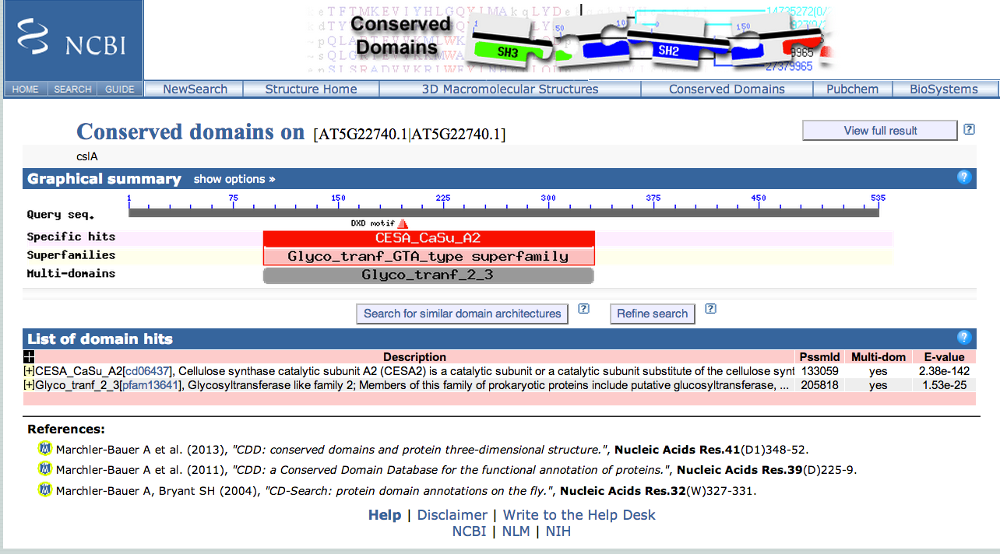 NCBI
Conserved
Domains
SH3
SH2
14735272(0/
27379965
HOME SEARCH GUIDE NewSearch Structure Home 3D Macromolecular Structures Conserved Domains Pubchem BioSystems
Conserved domains on [AT5G22740.1|AT5G22740.1]
View full result ?
cslA
Graphical summary show options » ?
1 75 150 225 300 375 450 535
Query seq.
DXD motif
Specific hits CESA_CaSu_A2
Superfamilies Glyco_tranf_GTA_type superfamily
Multi-domains Glyco_tranf_2_3
Search for similar domain architectures ? Refine search ?
List of domain hits ?
+ Description PssmId Multi-dom E-value
[+]CESA_CaSu_A2[cd06437], Cellulose synthase catalytic subunit A2 (CESA2) is a catalytic subunit or a catalytic subunit substitute of the cellulose synt 133059 yes 2.38e-142
[+]Glyco_tranf_2_3[pfam13641], Glycosyltransferase like family 2; Members of this family of prokaryotic proteins include putative glucosyltransferase, ... 205818 yes 1.53e-25
References:
Marchler-Bauer A et al. (2013), "CDD: conserved domains and protein three-dimensional structure.", Nucleic Acids Res.41(D1)348-52.
Marchler-Bauer A et al. (2011), "CDD: a Conserved Domain Database for the functional annotation of proteins.", Nucleic Acids Res.39(D)225-9.
Marchler-Bauer A, Bryant SH (2004), "CD-Search: protein domain annotations on the fly.", Nucleic Acids Res.32(W)327-331.
Help | Disclaimer | Write to the Help Desk
NCBI | NLM | NIH